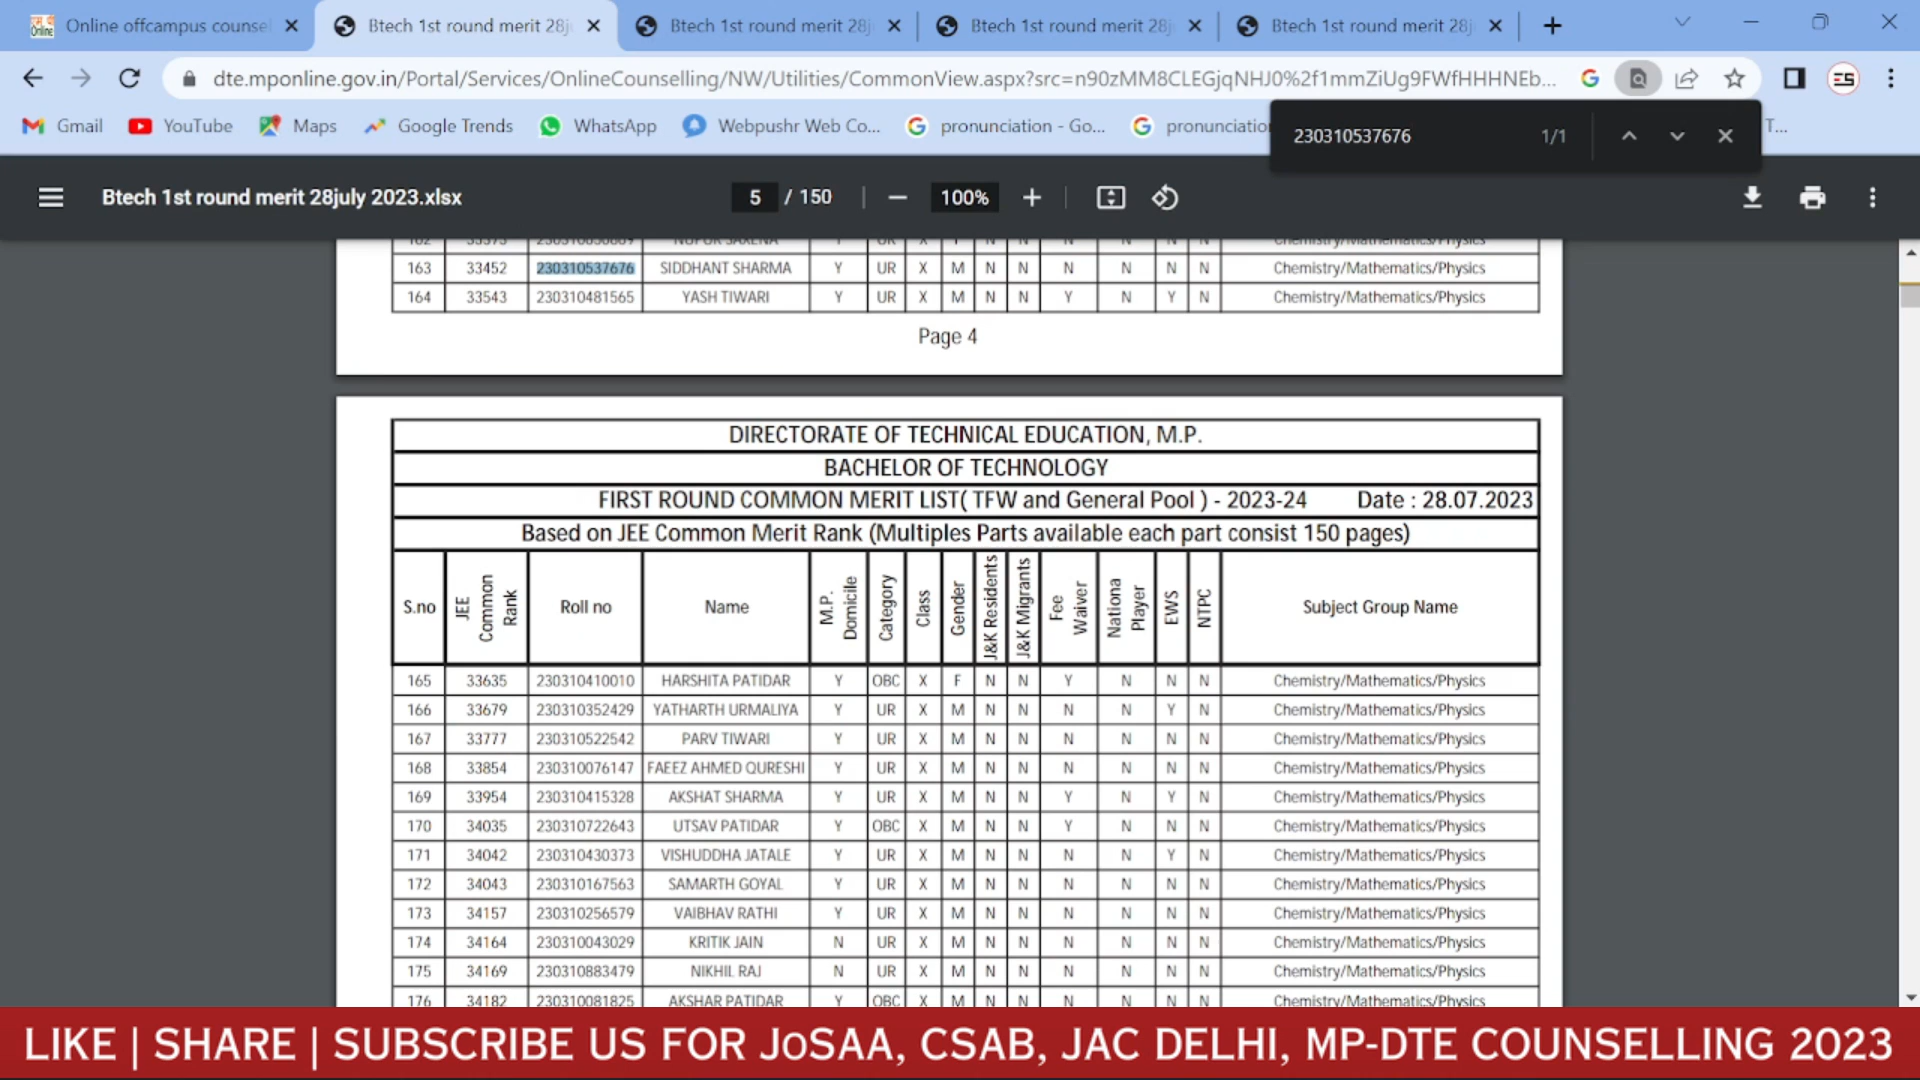 Online offcampus counsel
Btech 1st round merit 28j
Btech 1st round merit 28j
Btech 1st round merit 28j
Btech 1st round merit 28j
dte.mponline.gov.in/Portal/Services/OnlineCounselling/NW/Utilities/CommonView.aspx?src=n90zMM8CLEGjqNHJ0%2f1mmZiUg9FWfHHHNEb...
Gmail YouTube Maps Google Trends WhatsApp Webpushr Web Co... pronunciation - Go... pronunciation T...
230310537676 1/1
Btech 1st round merit 28july 2023.xlsx 5 / 150 100%
163 33452 230310537676 SIDDHANT SHARMA Y UR X M N N N N N N Chemistry/Mathematics/Physics
164 33543 230310481565 YASH TIWARI Y UR X M N N Y N Y N Chemistry/Mathematics/Physics
Page 4
DIRECTORATE OF TECHNICAL EDUCATION, M.P.
BACHELOR OF TECHNOLOGY
FIRST ROUND COMMON MERIT LIST( TFW and General Pool ) - 2023-24 Date : 28.07.2023
Based on JEE Common Merit Rank (Multiples Parts available each part consist 150 pages)
S.no JEE Common Rank Roll no Name M.P. Domicile Category Class Gender J&K Residents J&K Migrants Fee Waiver Nationa Player EWS NTPC Subject Group Name
165 33635 230310410010 HARSHITA PATIDAR Y OBC X F N N Y N N N Chemistry/Mathematics/Physics
166 33679 230310352429 YATHARTH URMALIYA Y UR X M N N N N Y N Chemistry/Mathematics/Physics
167 33777 230310522542 PARV TIWARI Y UR X M N N N N N N Chemistry/Mathematics/Physics
168 33854 230310076147 FAEEZ AHMED QURESHI Y UR X M N N N N N N Chemistry/Mathematics/Physics
169 33954 230310415328 AKSHAT SHARMA Y UR X M N N Y N Y N Chemistry/Mathematics/Physics
170 34035 230310722643 UTSAV PATIDAR Y OBC X M N N Y N N N Chemistry/Mathematics/Physics
171 34042 230310430373 VISHUDDHA JATALE Y UR X M N N N N Y N Chemistry/Mathematics/Physics
172 34043 230310167563 SAMARTH GOYAL Y UR X M N N N N N N Chemistry/Mathematics/Physics
173 34157 230310256579 VAIBHAV RATHI Y UR X M N N N N N N Chemistry/Mathematics/Physics
174 34164 230310043029 KRITIK JAIN N UR X M N N N N N N Chemistry/Mathematics/Physics
175 34169 230310883479 NIKHIL RAJ N UR X M N N N N N N Chemistry/Mathematics/Physics
176 34182 230310081825 AKSHAR PATIDAR Y OBC X M N N N N N N Chemistry/Mathematics/Physics
LIKE | SHARE | SUBSCRIBE US FOR JoSAA, CSAB, JAC DELHI, MP-DTE COUNSELLING 2023